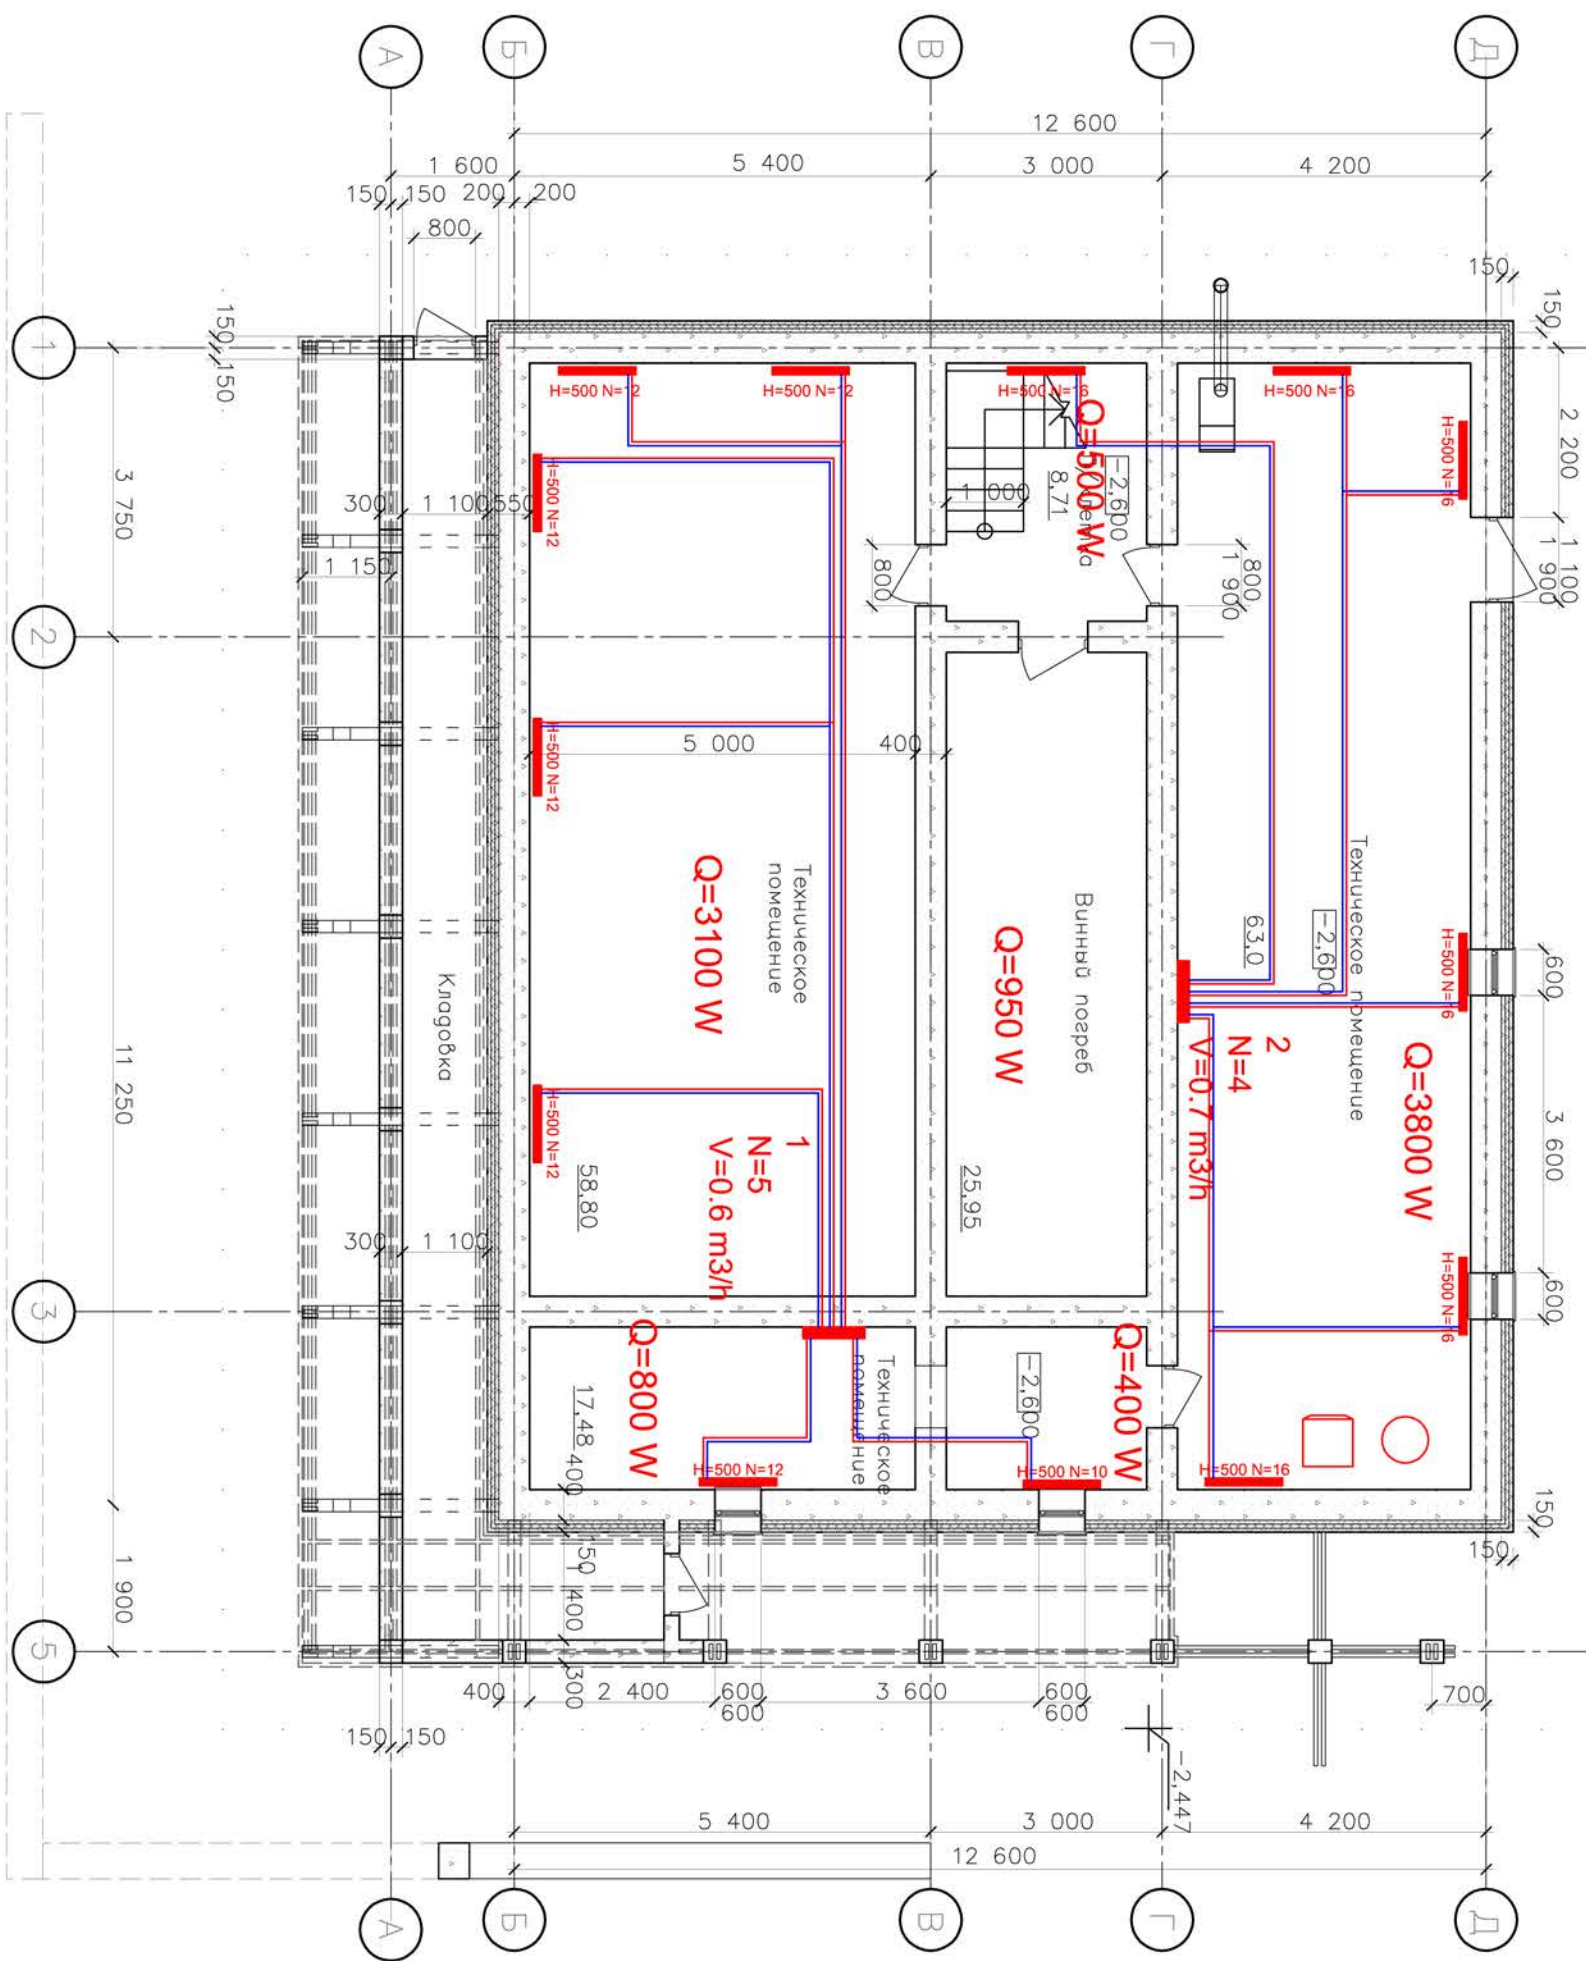 А
Б
В
Г
Д
12 600
1 600
5 400
3 000
4 200
150
150
200
200
800
150
150
150
150
1
2 200
H=500 N=12
H=500 N=12
H=500 N=16
H=500 N=16
H=500 N=16
Q=500 W
-2,600
8,71
1 000
3 750
300
1 100
550
H=500 N=12
1 150
800
800
1 900
1 100
1 900
2
H=500 N=12
5 000
400
Техническое
помещение
Q=3100 W
Винный погреб
Q=950 W
Техническое помещение
-2,600
63,0
H=500 N=16
600
Кладовка
11 250
2
N=4
V=0.7 m3/h
Q=3800 W
3 600
H=500 N=12
1
N=5
V=0.6 m3/h
58,80
25,95
300
1 100
H=500 N=16
600
3
Q=800 W
Техническое
помещение
17,48
-2,600
Q=400 W
400
H=500 N=12
H=500 N=10
H=500 N=16
150
150
150
1 400
1 900
5
300
400
2 400
600
600
3 600
600
600
700
150
150
-2,447
5 400
3 000
4 200
12 600
А
Б
В
Г
Д